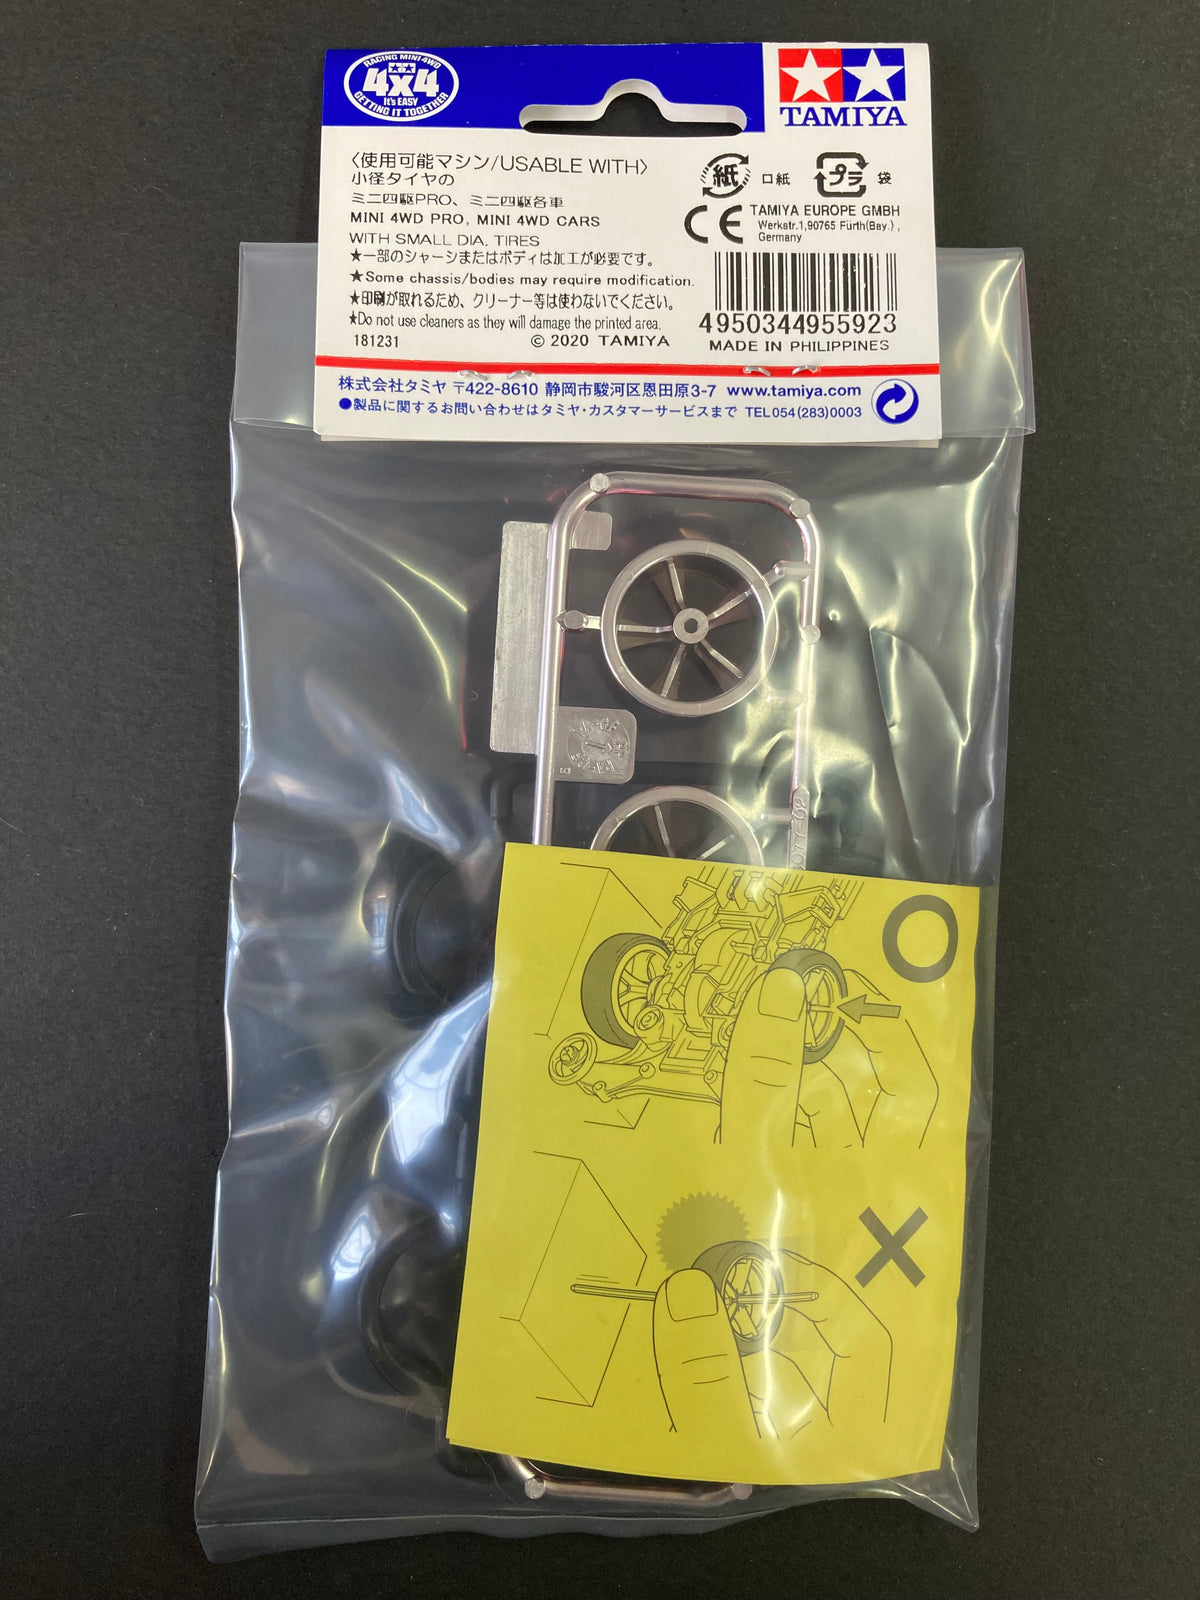 RACING MINI 4WD
4x4
It's EASY
GETTING IT TOGETHER
TAMIYA
〈使用可能マシン/USABLE WITH〉
小径タイヤの
ミニ四駆PRO、ミニ四駆各車
MINI 4WD PRO, MINI 4WD CARS
WITH SMALL DIA. TIRES
★一部のシャーシまたはボディは加工が必要です。
★Some chassis/bodies may require modification.
★印刷が取れるため、クリーナー等は使わないでください。
★Do not use cleaners as they will damage the printed area.
181231
© 2020 TAMIYA
紙 口紙
プラ 袋
CE
TAMIYA EUROPE GMBH
Werkstr.1,90765 Fürth(Bay.),
Germany
4950344955923
MADE IN PHILIPPINES
株式会社タミヤ 〒422-8610 静岡市駿河区恩田原3-7 www.tamiya.com
●製品に関するお問い合わせはタミヤ・カスタマーサービスまで TEL054(283)0003